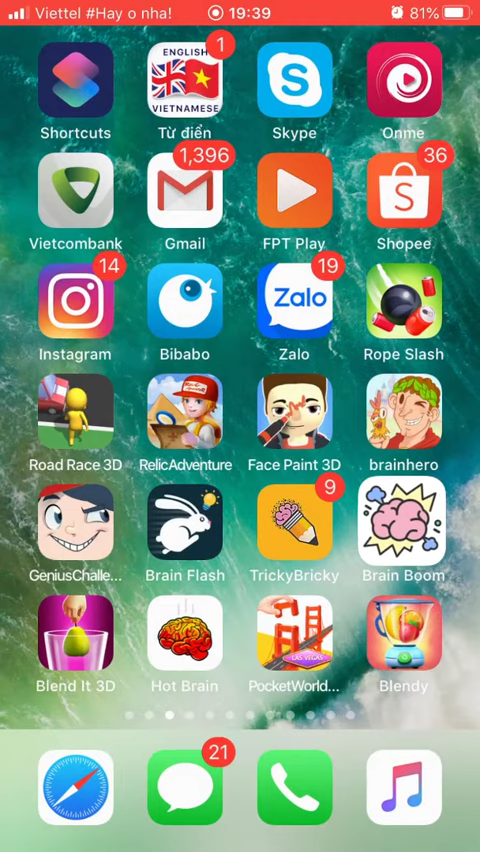 Viettel #Hay o nha! 19:39 81%
1
ENGLISH
VIETNAMESE
Shortcuts Từ điển Skype Onme
1,396 36
Vietcombank Gmail FPT Play Shopee
14 19
Zalo
Instagram Bibabo Zalo Rope Slash
Road Race 3D RelicAdventure Face Paint 3D brainhero
9
GeniusChalle... Brain Flash TrickyBricky Brain Boom
LAS VEGAS
Blend It 3D Hot Brain PocketWorld... Blendy
21